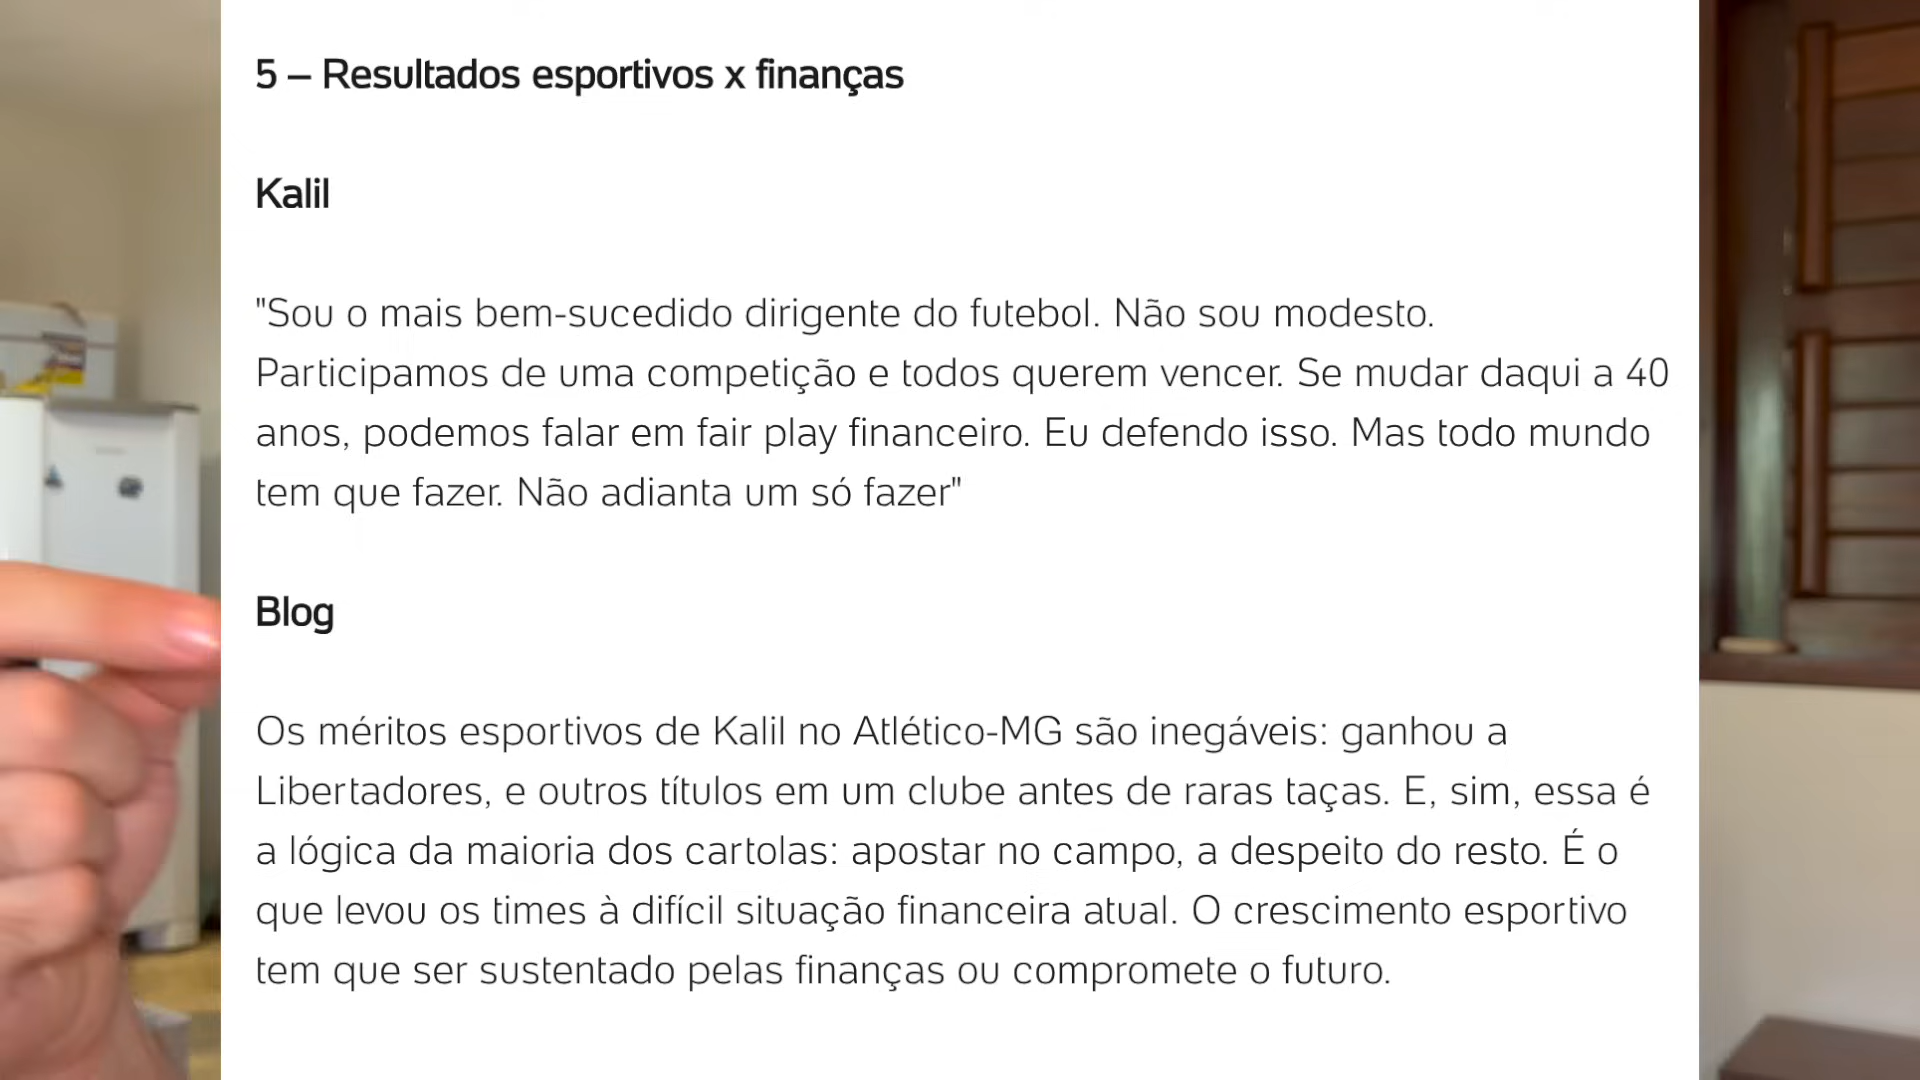 5 – Resultados esportivos x finanças
Kalil
"Sou o mais bem-sucedido dirigente do futebol. Não sou modesto.
Participamos de uma competição e todos querem vencer. Se mudar daqui a 40
anos, podemos falar em fair play financeiro. Eu defendo isso. Mas todo mundo
tem que fazer. Não adianta um só fazer"
Blog
Os méritos esportivos de Kalil no Atlético-MG são inegáveis: ganhou a
Libertadores, e outros títulos em um clube antes de raras taças. E, sim, essa é
a lógica da maioria dos cartolas: apostar no campo, a despeito do resto. É o
que levou os times à difícil situação financeira atual. O crescimento esportivo
tem que ser sustentado pelas finanças ou compromete o futuro.